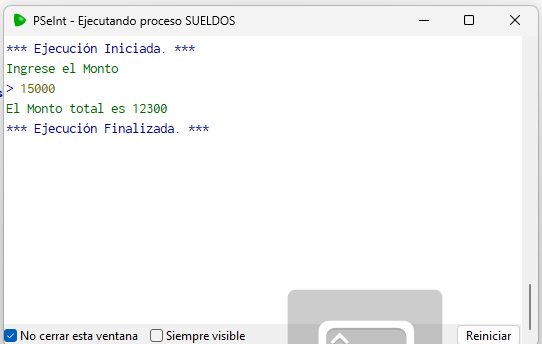 PSeInt - Ejecutando proceso SUELDOS
*** Ejecución Iniciada. ***
Ingrese el Monto
> 15000
El Monto total es 12300
*** Ejecución Finalizada. ***
No cerrar esta ventana Siempre visible Reiniciar